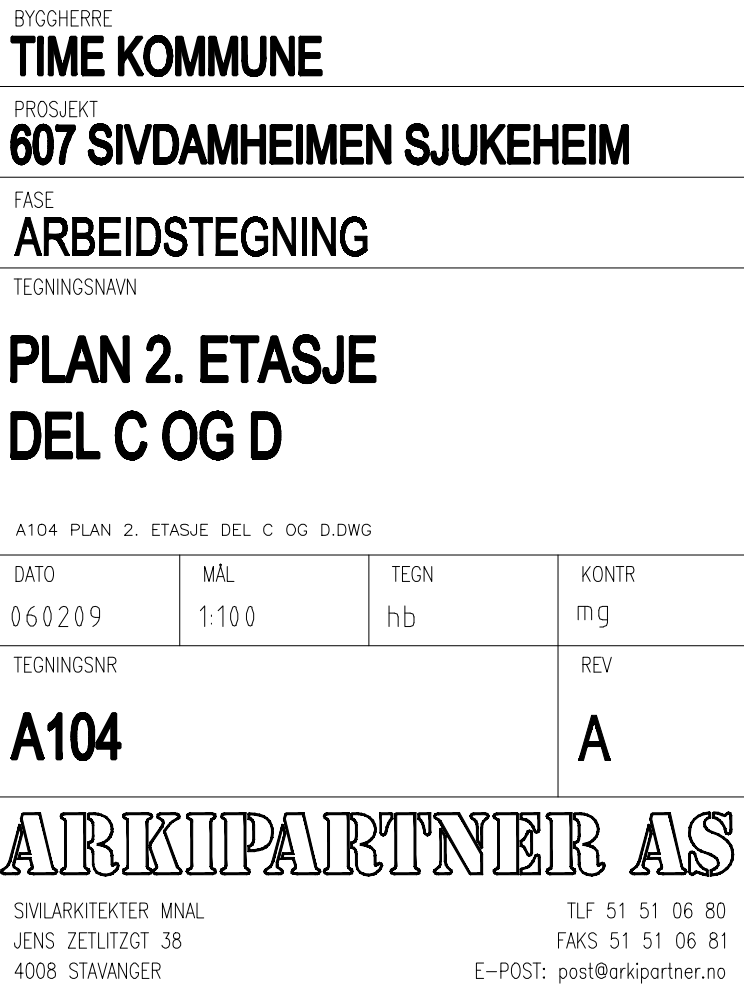 BYGGHERRE
TIME KOMMUNE
PROSJEKT
607 SIVDAMHEIMEN SJUKEHEIM
FASE
ARBEIDSTEGNING
TEGNINGSNAVN
PLAN 2. ETASJE
DEL C OG D
A104 PLAN 2. ETASJE DEL C OG D.DWG
DATO MÅL TEGN KONTR
060209 1:100 hb mg
TEGNINGSNR REV
A104 A
ARKIPARTNER AS
SIVILARKITEKTER MNAL TLF 51 51 06 80
JENS ZETLITZGT 38 FAKS 51 51 06 81
4008 STAVANGER E-POST: post@arkipartner.no